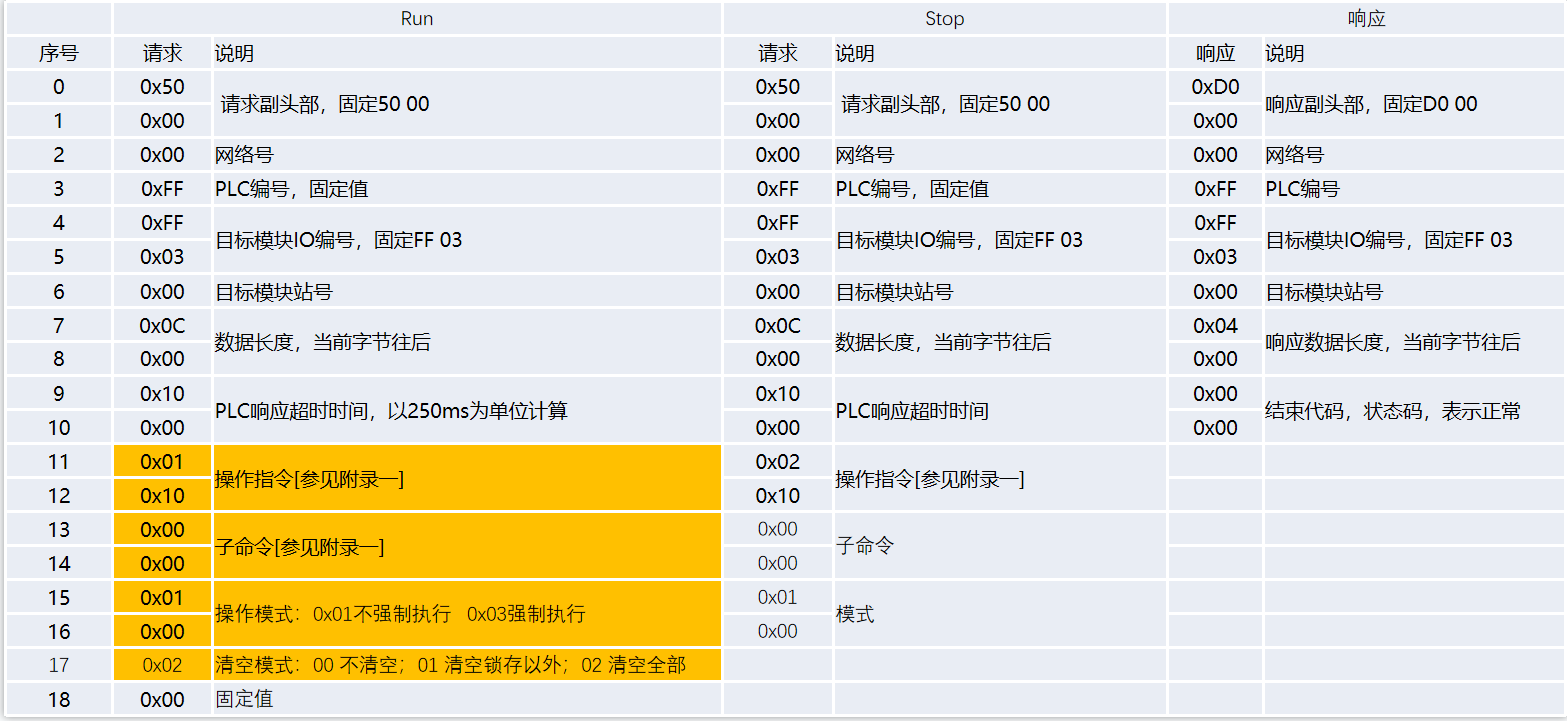 Run Stop 响应
序号 请求 说明 请求 说明 响应 说明
0 0x50 请求副头部，固定50 00 0x50 请求副头部，固定50 00 0xD0 响应副头部，固定D0 00
1 0x00 0x00 0x00
2 0x00 网络号 0x00 网络号 0x00 网络号
3 0xFF PLC编号，固定值 0xFF PLC编号，固定值 0xFF PLC编号
4 0xFF 目标模块IO编号，固定FF 03 0xFF 目标模块IO编号，固定FF 03 0xFF 目标模块IO编号，固定FF 03
5 0x03 0x03 0x03
6 0x00 目标模块站号 0x00 目标模块站号 0x00 目标模块站号
7 0x0C 数据长度，当前字节往后 0x0C 数据长度，当前字节往后 0x04 响应数据长度，当前字节往后
8 0x00 0x00 0x00
9 0x10 PLC响应超时时间，以250ms为单位计算 0x10 PLC响应超时时间 0x00 结束代码，状态码，表示正常
10 0x00 0x00 0x00
11 0x01 操作指令[参见附录一] 0x02 操作指令[参见附录一]
12 0x10 0x10
13 0x00 子命令[参见附录一] 0x00 子命令
14 0x00 0x00
15 0x01 操作模式：0x01不强制执行 0x03强制执行 0x01 模式
16 0x00 0x00
17 0x02 清空模式：00 不清空；01 清空锁存以外；02 清空全部
18 0x00 固定值